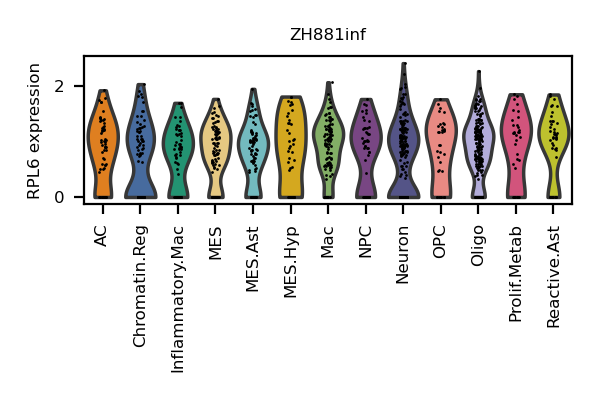 ZH881inf
RPL6 expression
2
0
AC
Chromatin.Reg
Inflammatory.Mac
MES
MES.Ast
MES.Hyp
Mac
NPC
Neuron
OPC
Oligo
Prolif.Metab
Reactive.Ast